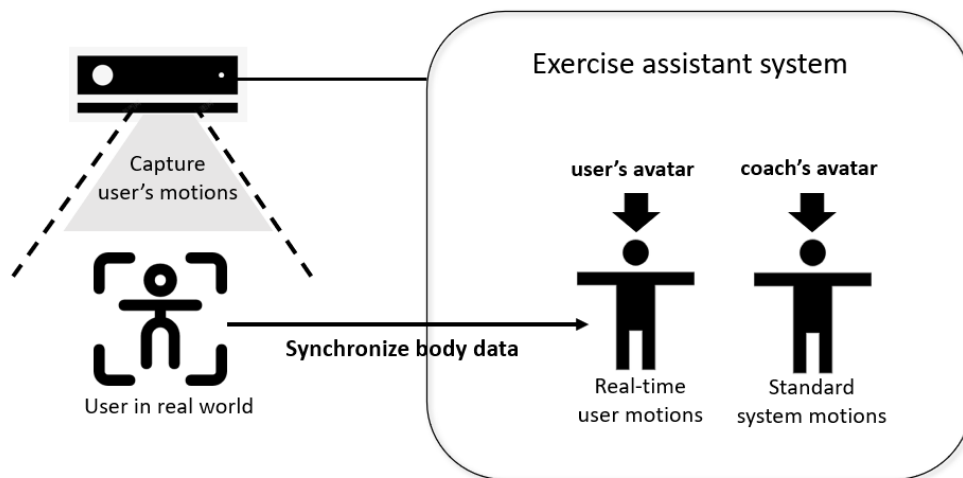 Exercise assistant system
Capture
user's motions
user's avatar
coach's avatar
Synchronize body data
User in real world
Real-time
user motions
Standard
system motions